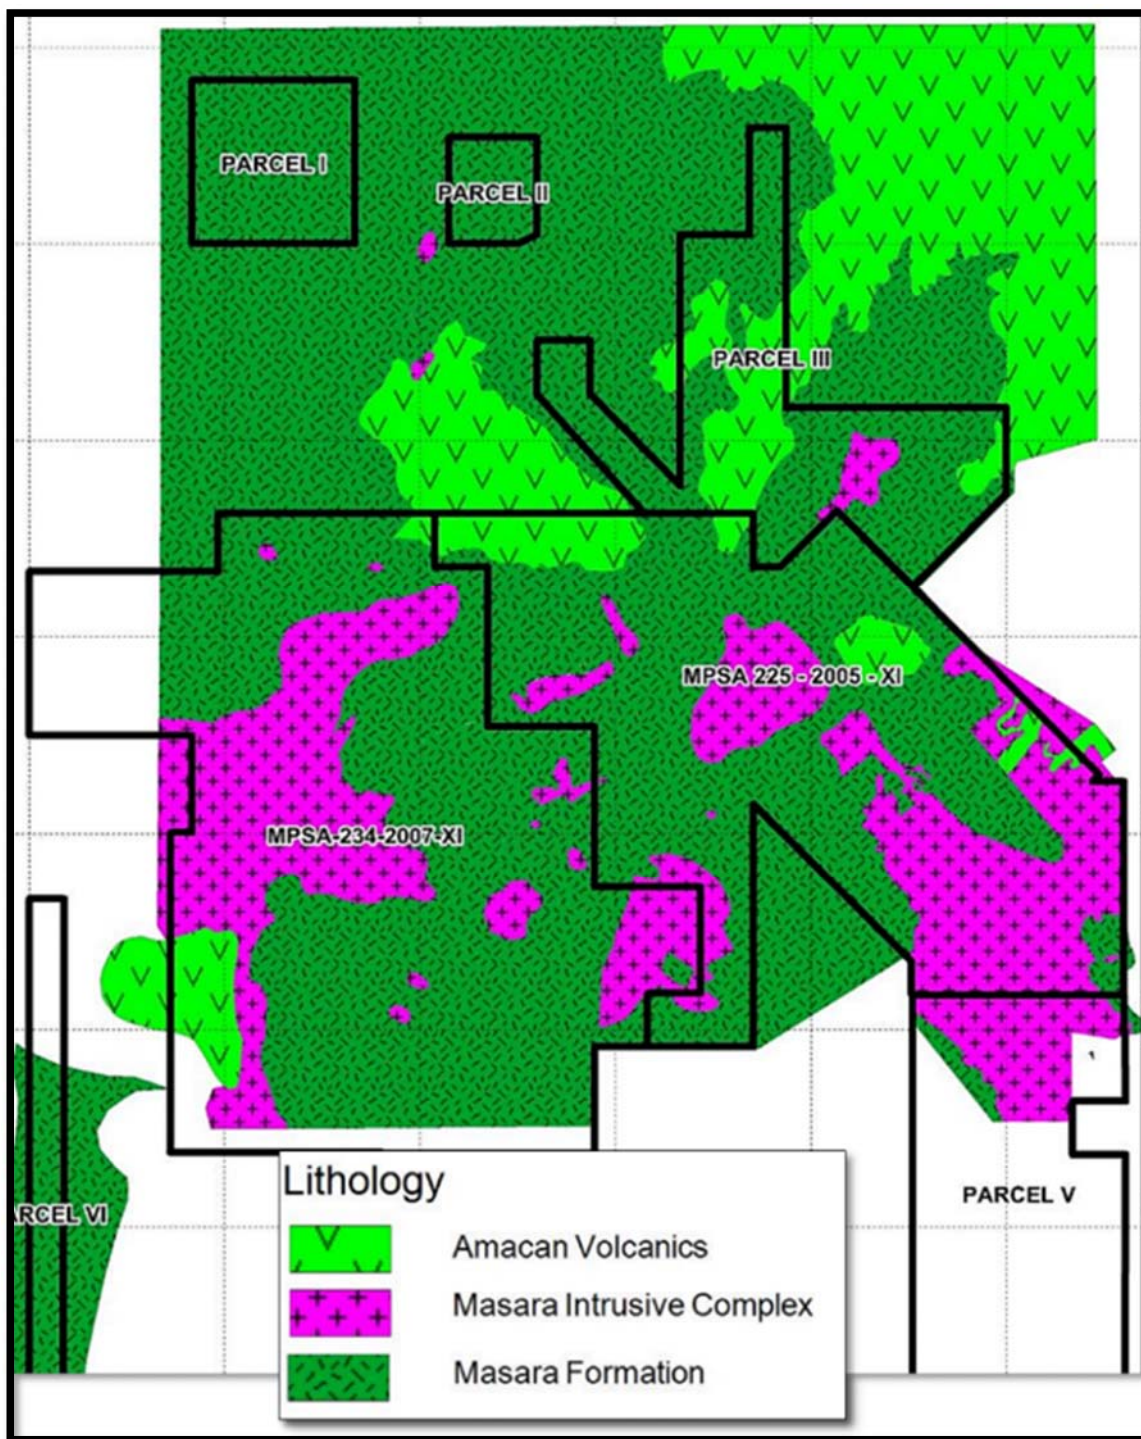 PARCEL I
PARCEL II
PARCEL III
MPSA 225 - 2005 - XI
MPSA-234-2007-XI
PARCEL V
RCEL VI
Lithology
Amacan Volcanics
Masara Intrusive Complex
Masara Formation